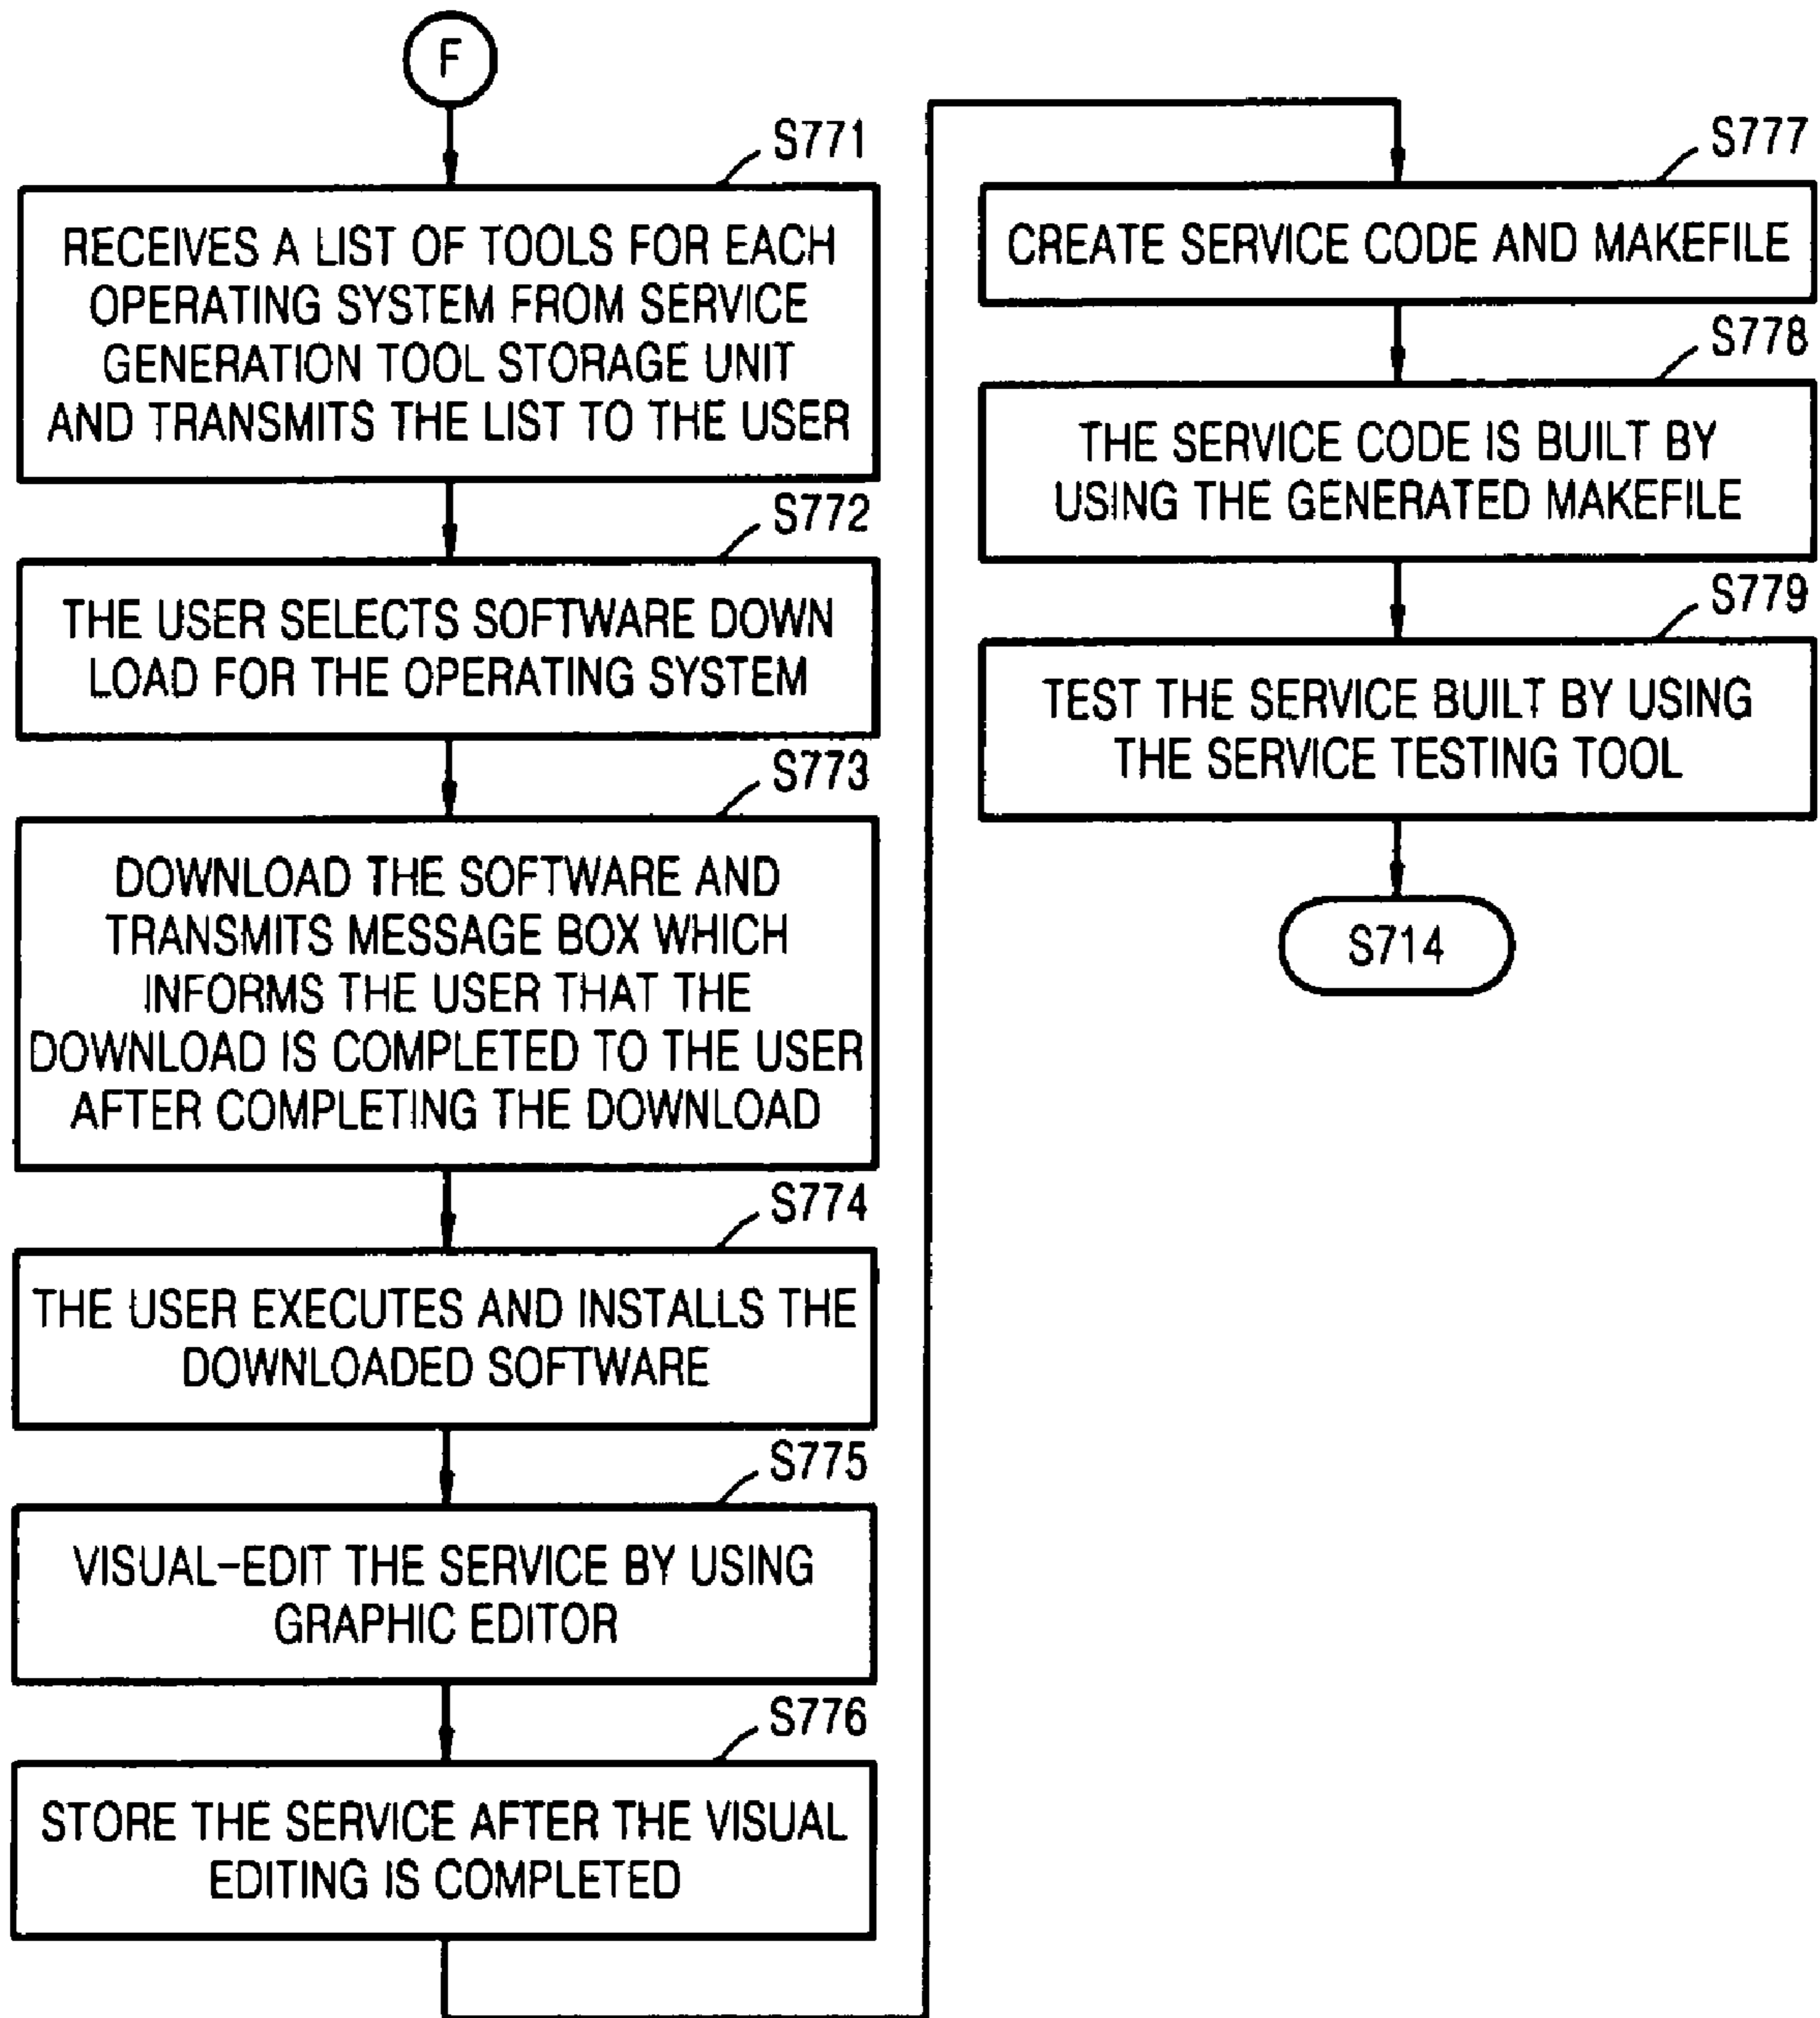 F
S771
RECEIVES A LIST OF TOOLS FOR EACH
OPERATING SYSTEM FROM SERVICE
GENERATION TOOL STORAGE UNIT
AND TRANSMITS THE LIST TO THE USER
S772
THE USER SELECTS SOFTWARE DOWN
LOAD FOR THE OPERATING SYSTEM
S773
DOWNLOAD THE SOFTWARE AND
TRANSMITS MESSAGE BOX WHICH
INFORMS THE USER THAT THE
DOWNLOAD IS COMPLETED TO THE USER
AFTER COMPLETING THE DOWNLOAD
S774
THE USER EXECUTES AND INSTALLS THE
DOWNLOADED SOFTWARE
S775
VISUAL-EDIT THE SERVICE BY USING
GRAPHIC EDITOR
S776
STORE THE SERVICE AFTER THE VISUAL
EDITING IS COMPLETED
S777
CREATE SERVICE CODE AND MAKEFILE
S778
THE SERVICE CODE IS BUILT BY
USING THE GENERATED MAKEFILE
S779
TEST THE SERVICE BUILT BY USING
THE SERVICE TESTING TOOL
S714